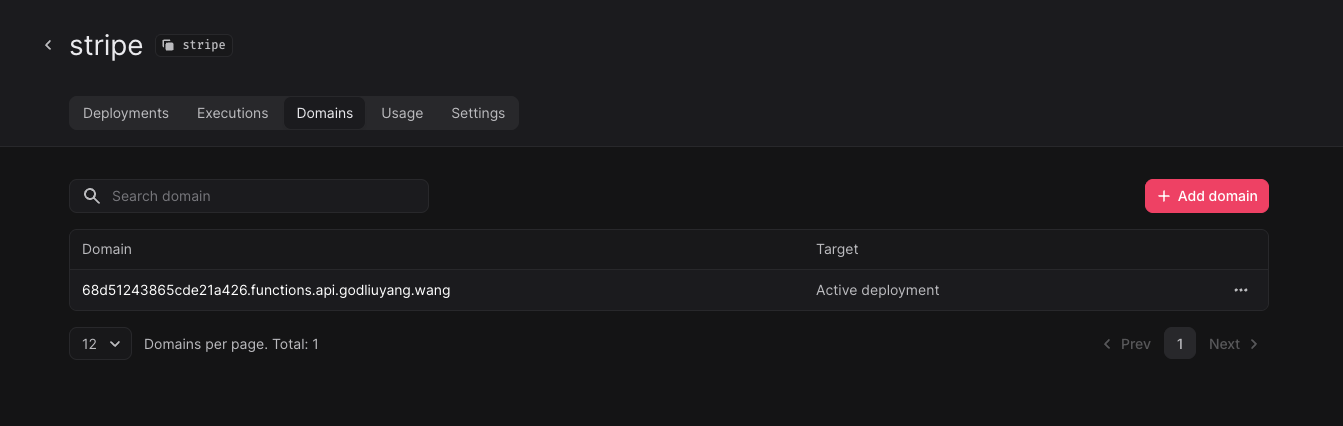 stripe stripe
Deployments Executions Domains Usage Settings
Search domain + Add domain
Domain Target
68d51243865cde21a426.functions.api.godliuyang.wang Active deployment
12 Domains per page. Total: 1 Prev 1 Next